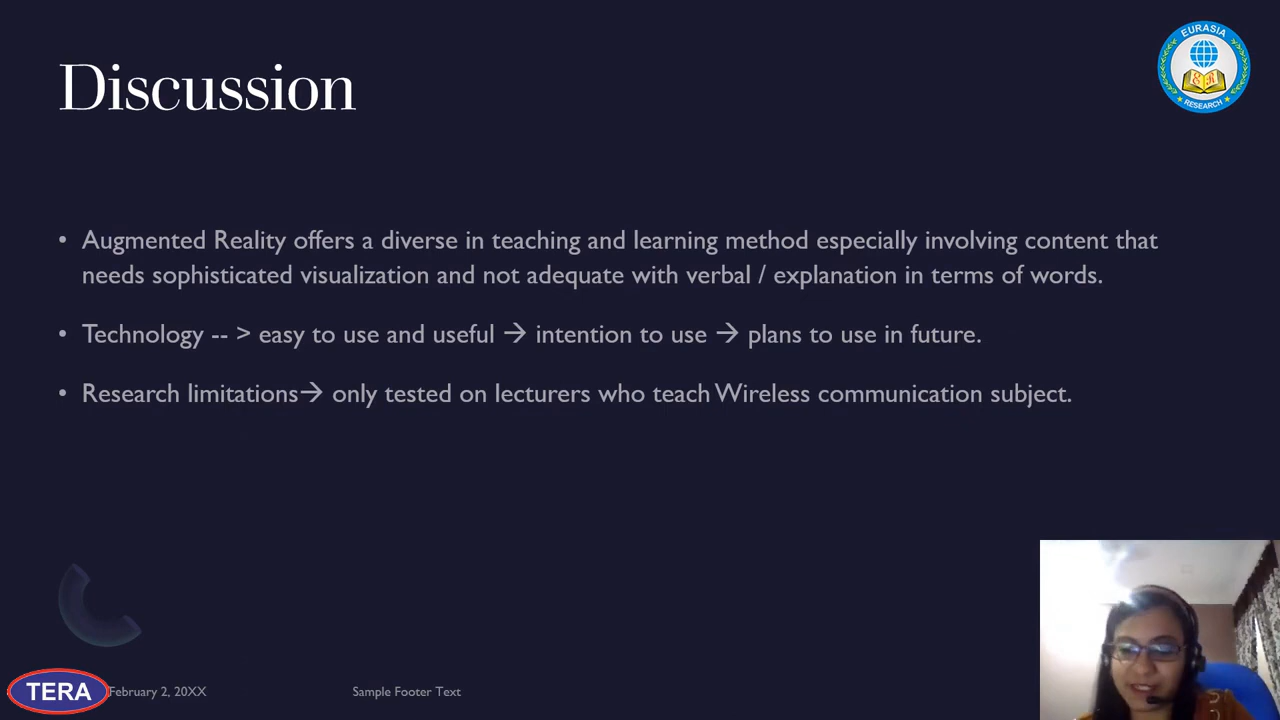 Discussion
EURASIA
RESEARCH
• Augmented Reality offers a diverse in teaching and learning method especially involving content that
needs sophisticated visualization and not adequate with verbal / explanation in terms of words.
• Technology -- > easy to use and useful → intention to use → plans to use in future.
• Research limitations→ only tested on lecturers who teach Wireless communication subject.
TERA
February 2, 20XX
Sample Footer Text